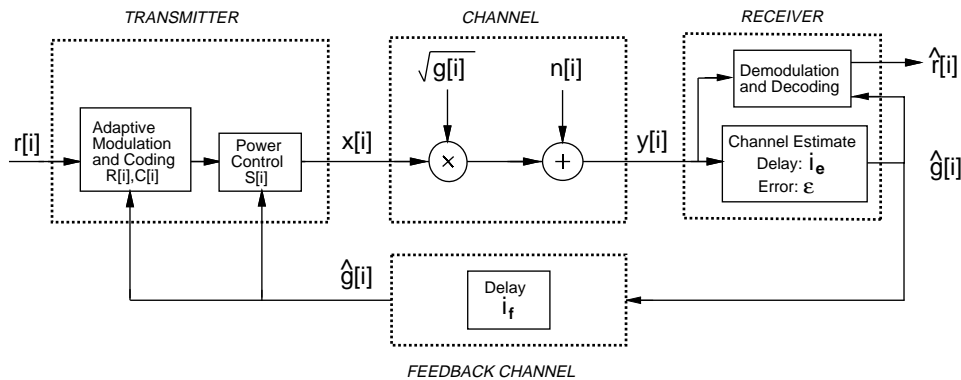 TRANSMITTER
CHANNEL
RECEIVER
r[i]
Adaptive
Modulation
and Coding
R[i],C[i]
Power
Control
S[i]
x[i]
√g[i]
×
n[i]
+
y[i]
Demodulation
and Decoding
r̂[i]
Channel Estimate
Delay: i_e
Error: ε
ĝ[i]
ĝ[i]
Delay
i_f
FEEDBACK CHANNEL